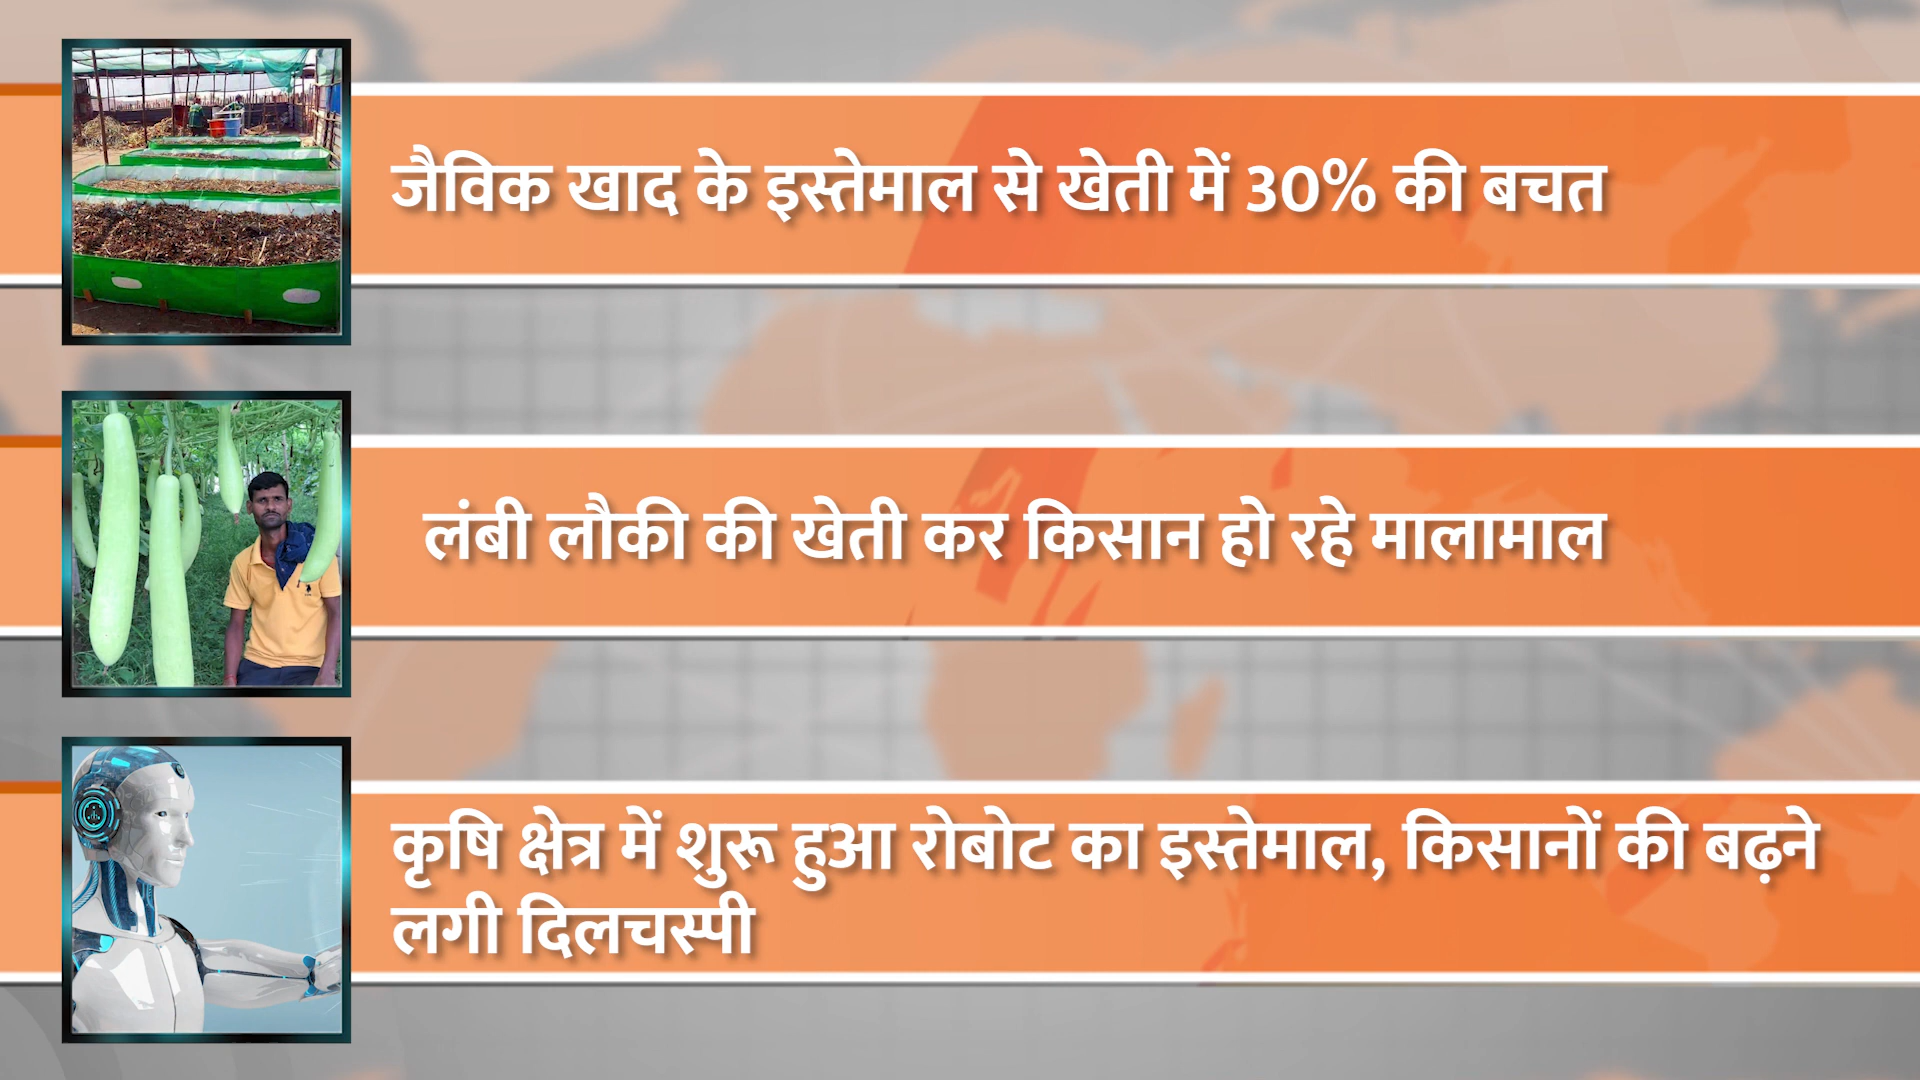 जैविक खाद के इस्तेमाल से खेती में 30% की बचत
लंबी लौकी की खेती कर किसान हो रहे मालामाल
कृषि क्षेत्र में शुरू हुआ रोबोट का इस्तेमाल, किसानों की बढ़ने
लगी दिलचस्पी